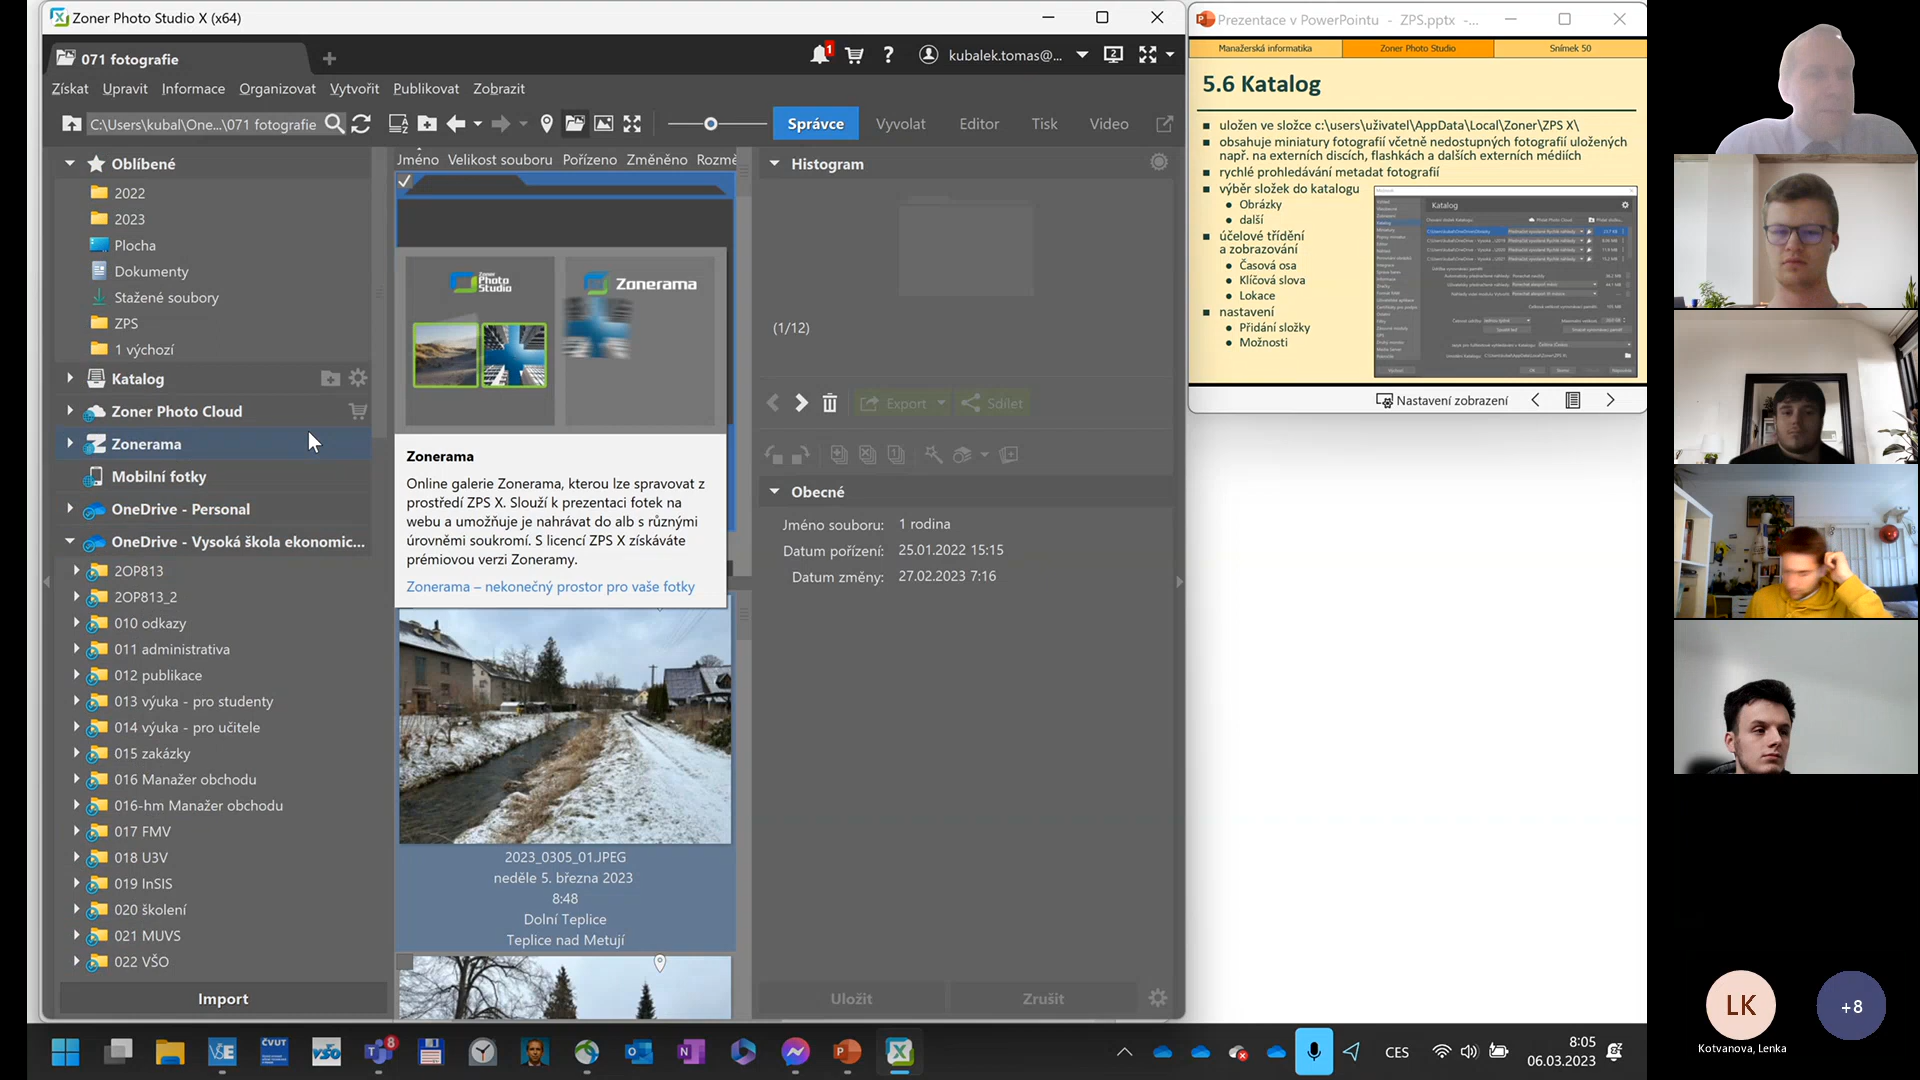 Zoner Photo Studio X (x64)
071 fotografie
1
kubalek.tomas@...
Získat
Upravit
Informace
Organizovat
Vytvořit
Publikovat
Zobrazit
C:\Users\kubal\One...\071 fotografie
Správce
Vyvolat
Editor
Tisk
Video
Oblíbené
2022
2023
Plocha
Dokumenty
Stažené soubory
ZPS
1 výchozí
Katalog
Zoner Photo Cloud
Zonerama
Mobilní fotky
OneDrive - Personal
OneDrive - Vysoká škola ekonomic...
2OP813
2OP813_2
010 odkazy
011 administrativa
012 publikace
013 výuka - pro studenty
014 výuka - pro učitele
015 zakázky
016 Manažer obchodu
016-hm Manažer obchodu
017 FMV
018 U3V
019 InSIS
020 školení
021 MUVS
022 VŠO
Import
Jméno
Velikost souboru
Pořízeno
Změněno
Rozmě
Zoner
Photo
Studio
Zonerama
Zonerama
Online galerie Zonerama, kterou lze spravovat z
prostředí ZPS X. Slouží k prezentaci fotek na
webu a umožňuje je nahrávat do alb s různými
úrovněmi soukromí. S licencí ZPS X získáváte
prémiovou verzi Zoneramy.
Zonerama – nekonečný prostor pro vaše fotky
2023_0305_01.JPEG
neděle 5. března 2023
8:48
Dolní Teplice
Teplice nad Metují
Histogram
(1/12)
Export
Sdílet
Obecné
Jméno souboru: 1 rodina
Datum pořízení: 25.01.2022 15:15
Datum změny: 27.02.2023 7:16
Uložit
Zrušit
Prezentace v PowerPointu - ZPS.pptx -...
Manažerská informatika
Zoner Photo Studio
Snímek 50
5.6 Katalog
uložen ve složce c:\users\uživatel\AppData\Local\Zoner\ZPS X\
obsahuje miniatury fotografií včetně nedostupných fotografií uložených
např. na externích discích, flashkách a dalších externích médiích
rychlé prohledávání metadat fotografií
výběr složek do katalogu
Obrázky
další
účelové třídění
a zobrazování
Časová osa
Klíčová slova
Lokace
nastavení
Přidání složky
Možnosti
Katalog
Nastavení zobrazení
LK
+8
Kotvanova, Lenka
VŠE
ČVUT
VŠO
8
CES
8:05
06.03.2023